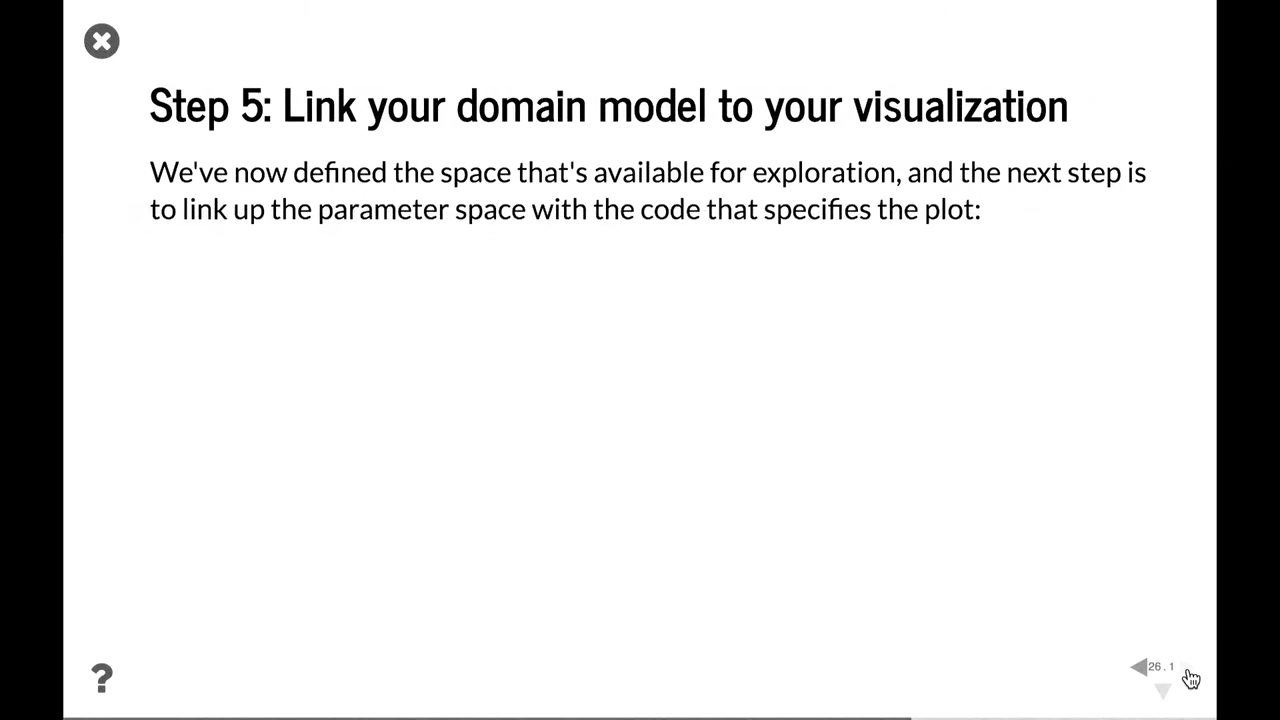 Step 5: Link your domain model to your visualization
We've now defined the space that's available for exploration, and the next step is
to link up the parameter space with the code that specifies the plot:
?
26.1